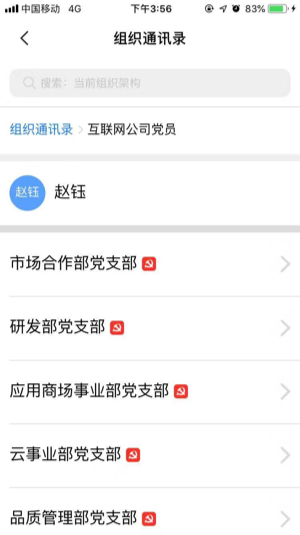 中国移动 4G 下午3:56 83%
组织通讯录
搜索：当前组织架构
组织通讯录 > 互联网公司党员
赵钰 赵钰
市场合作部党支部
研发部党支部
应用商场事业部党支部
云事业部党支部
品质管理部党支部